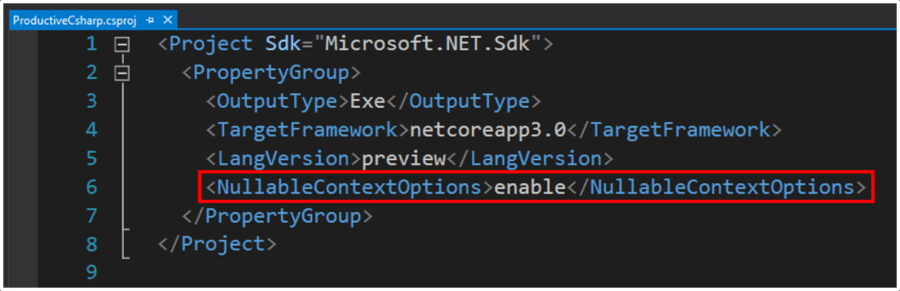 ProductiveCsharp.csproj
1 <Project Sdk="Microsoft.NET.Sdk">
2 <PropertyGroup>
3 <OutputType>Exe</OutputType>
4 <TargetFramework>netcoreapp3.0</TargetFramework>
5 <LangVersion>preview</LangVersion>
6 <NullableContextOptions>enable</NullableContextOptions>
7 </PropertyGroup>
8 </Project>
9